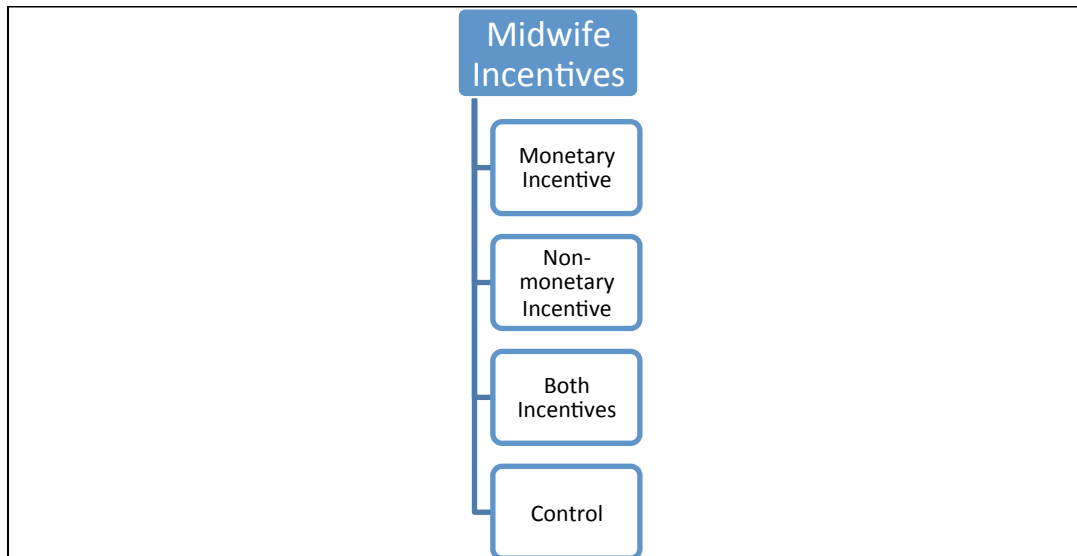 Midwife
Incentives
Monetary
Incentive
Non-
monetary
Incentive
Both
Incentives
Control